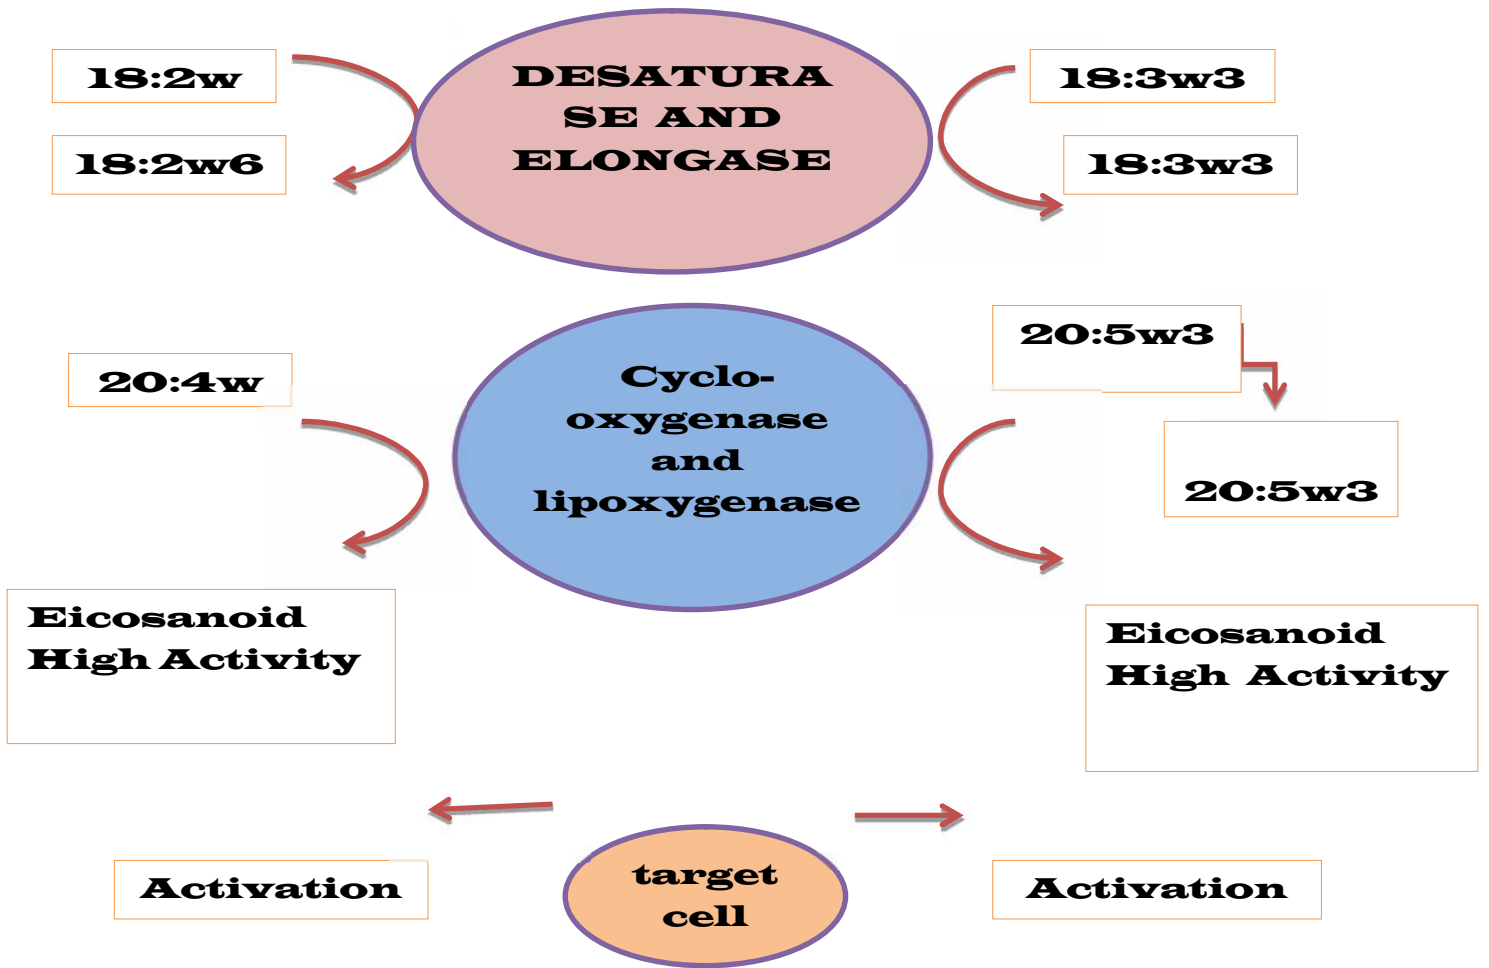 18:2w
18:2w6
DESATURA
SE AND
ELONGASE
18:3w3
18:3w3
20:4w
Cyclo-
oxygenase
and
lipoxygenase
20:5w3
20:5w3
Eicosanoid
High Activity
Eicosanoid
High Activity
Activation
target
cell
Activation